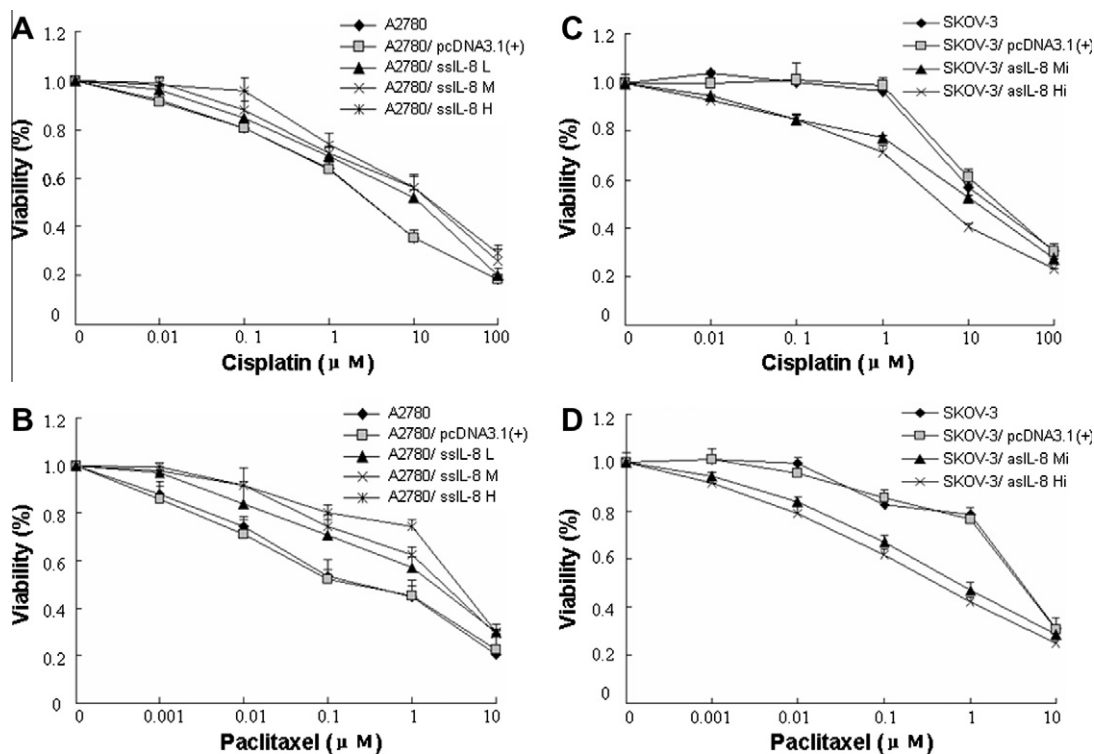 A
A2780
A2780/ pcDNA3.1(+)
A2780/ ssIL-8 L
A2780/ ssIL-8 M
A2780/ ssIL-8 H
Viability (%)
1.2
1.0
0.8
0.6
0.4
0.2
0
0 0.01 0.1 1 10 100
Cisplatin (μ M)
C
SKOV-3
SKOV-3/ pcDNA3.1(+)
SKOV-3/ asIL-8 Mi
SKOV-3/ asIL-8 Hi
Viability (%)
1.2
1.0
0.8
0.6
0.4
0.2
0
0 0.01 0.1 1 10 100
Cisplatin (μ M)
B
A2780
A2780/ pcDNA3.1(+)
A2780/ ssIL-8 L
A2780/ ssIL-8 M
A2780/ ssIL-8 H
Viability (%)
1.2
1.0
0.8
0.6
0.4
0.2
0
0 0.001 0.01 0.1 1 10
Paclitaxel (μ M)
D
SKOV-3
SKOV-3/ pcDNA3.1(+)
SKOV-3/ asIL-8 Mi
SKOV-3/ asIL-8 Hi
Viability (%)
1.2
1.0
0.8
0.6
0.4
0.2
0
0 0.001 0.01 0.1 1 10
Paclitaxel (μ M)